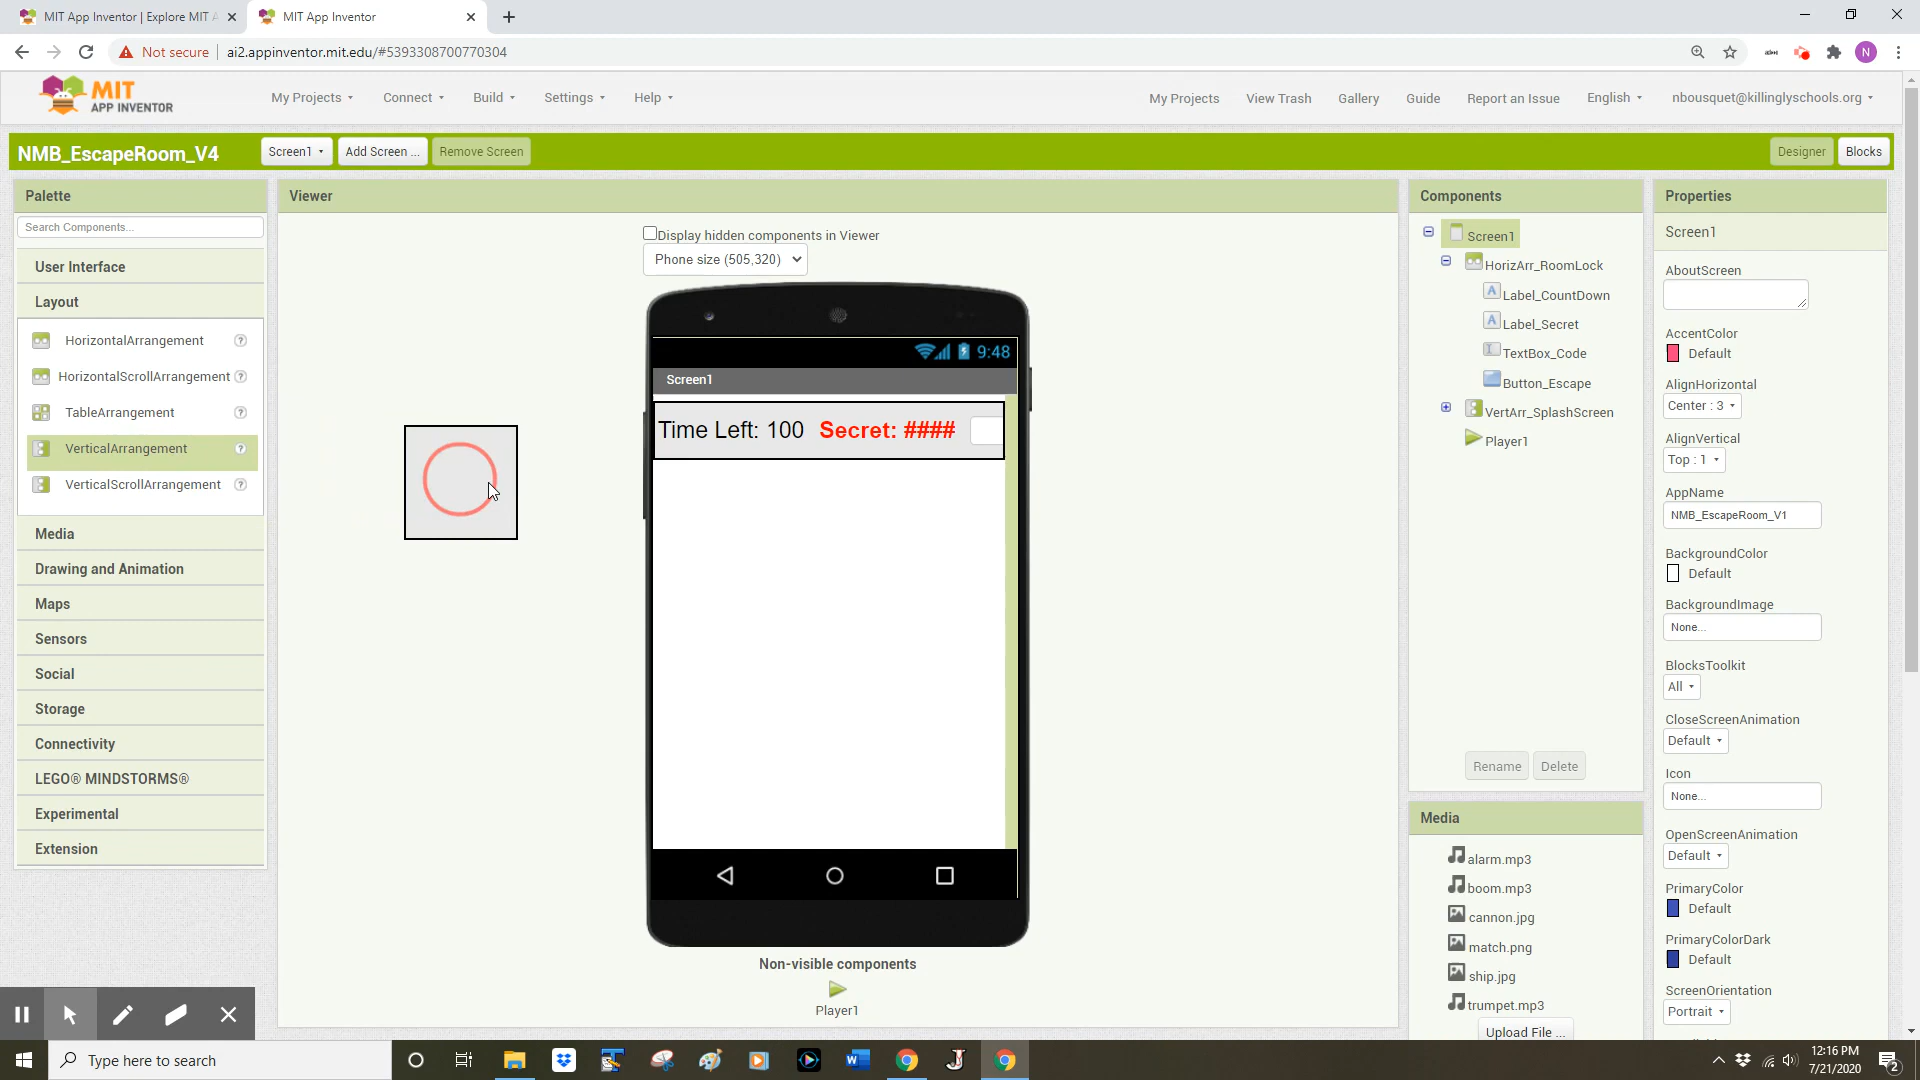 MIT App Inventor | Explore MIT A
MIT App Inventor
Not secure
ai2.appinventor.mit.edu/#5393308700770304
N
MIT
APP INVENTOR
My Projects
Connect
Build
Settings
Help
My Projects
View Trash
Gallery
Guide
Report an Issue
English
nbousquet@killinglyschools.org
NMB_EscapeRoom_V4
Screen1
Add Screen ...
Remove Screen
Designer
Blocks
Palette
Search Components...
User Interface
Layout
HorizontalArrangement
HorizontalScrollArrangement
TableArrangement
VerticalArrangement
VerticalScrollArrangement
Media
Drawing and Animation
Maps
Sensors
Social
Storage
Connectivity
LEGO® MINDSTORMS®
Experimental
Extension
Viewer
Display hidden components in Viewer
Phone size (505,320)
9:48
Screen1
Time Left: 100 Secret: ####
Non-visible components
Player1
Components
Screen1
HorizArr_RoomLock
Label_CountDown
Label_Secret
TextBox_Code
Button_Escape
VertArr_SplashScreen
Player1
Rename
Delete
Media
alarm.mp3
boom.mp3
cannon.jpg
match.png
ship.jpg
trumpet.mp3
Upload File ...
Properties
Screen1
AboutScreen
AccentColor
Default
AlignHorizontal
Center : 3
AlignVertical
Top : 1
AppName
NMB_EscapeRoom_V1
BackgroundColor
Default
BackgroundImage
None...
BlocksToolkit
All
CloseScreenAnimation
Default
Icon
None...
OpenScreenAnimation
Default
PrimaryColor
Default
PrimaryColorDark
Default
ScreenOrientation
Portrait
Type here to search
12:16 PM
7/21/2020
2